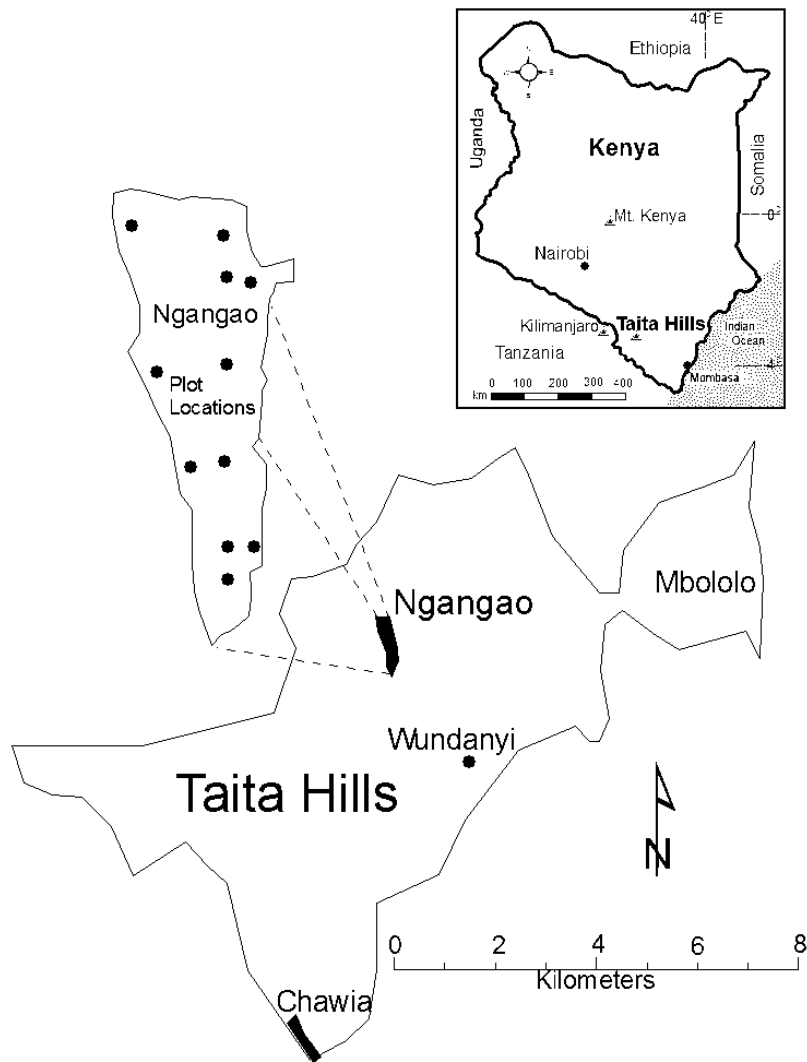 40° E
Ethiopia
Uganda
Kenya
Somalia
0°
Mt. Kenya
Nairobi
Kilimanjaro
Taita Hills
Indian
Ocean
Tanzania
4°
Mombasa
0 100 200 300 400
km
Ngangao
Plot
Locations
Ngangao
Mbololo
Wundanyi
Taita Hills
N
0 2 4 6 8
Kilometers
Chawia